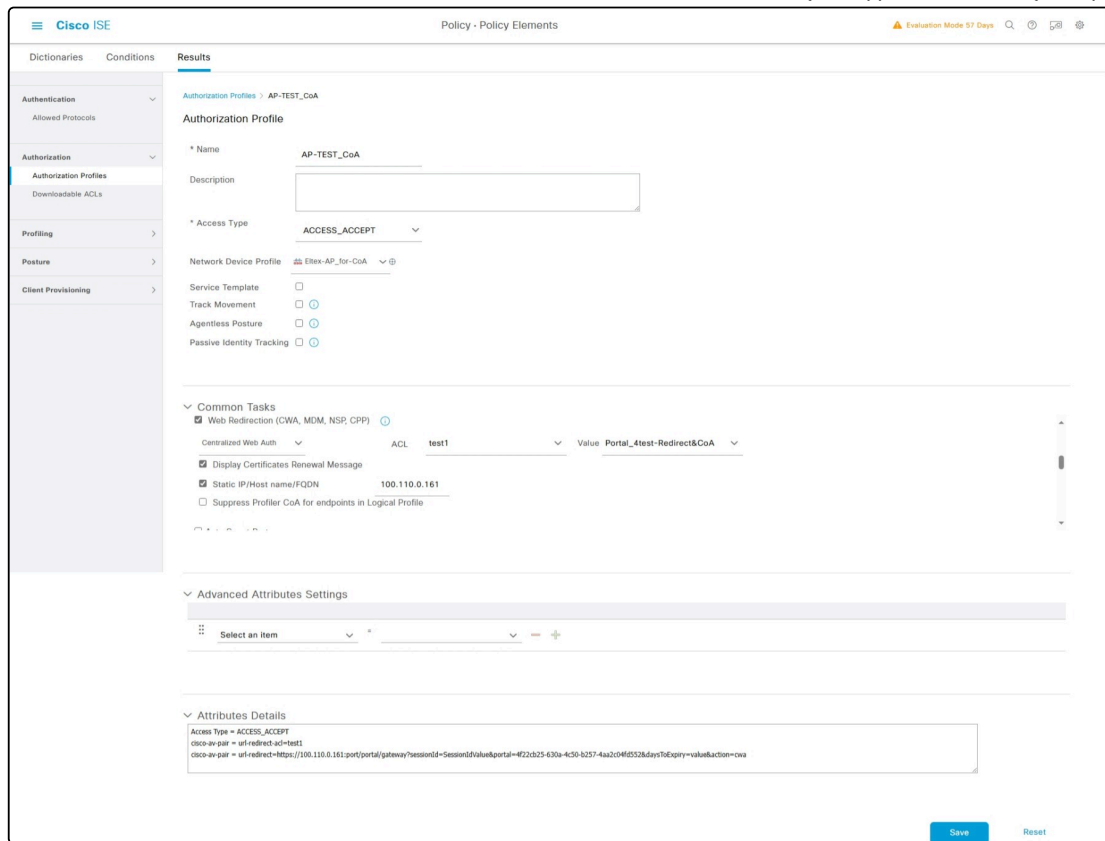 Cisco ISE
Policy - Policy Elements
Evaluation Mode 57 Days
Dictionaries Conditions Results
Authentication
Allowed Protocols
Authorization
Authorization Profiles
Downloadable ACLs
Profiling
Posture
Client Provisioning
Authorization Profiles > AP-TEST_CoA
Authorization Profile
* Name AP-TEST_CoA
Description
* Access Type ACCESS_ACCEPT
Network Device Profile Eltex-AP_for-CoA
Service Template
Track Movement
Agentless Posture
Passive Identity Tracking
Common Tasks
Web Redirection (CWA, MDM, NSP, CPP)
Centralized Web Auth ACL test1 Value Portal_4test-Redirect&CoA
Display Certificates Renewal Message
Static IP/Host name/FQDN 100.110.0.161
Suppress Profiler CoA for endpoints in Logical Profile
Advanced Attributes Settings
Select an item
Attributes Details
Access Type = ACCESS_ACCEPT
cisco-av-pair = url-redirect-acl=test1
cisco-av-pair = url-redirect=https://100.110.0.161:port/portal/gateway?sessionId=SessionIdValue&portal=4f22cb25-630a-4c50-b257-4aa2c04fd552&daysToExpiry=value&action=cwa
Save Reset